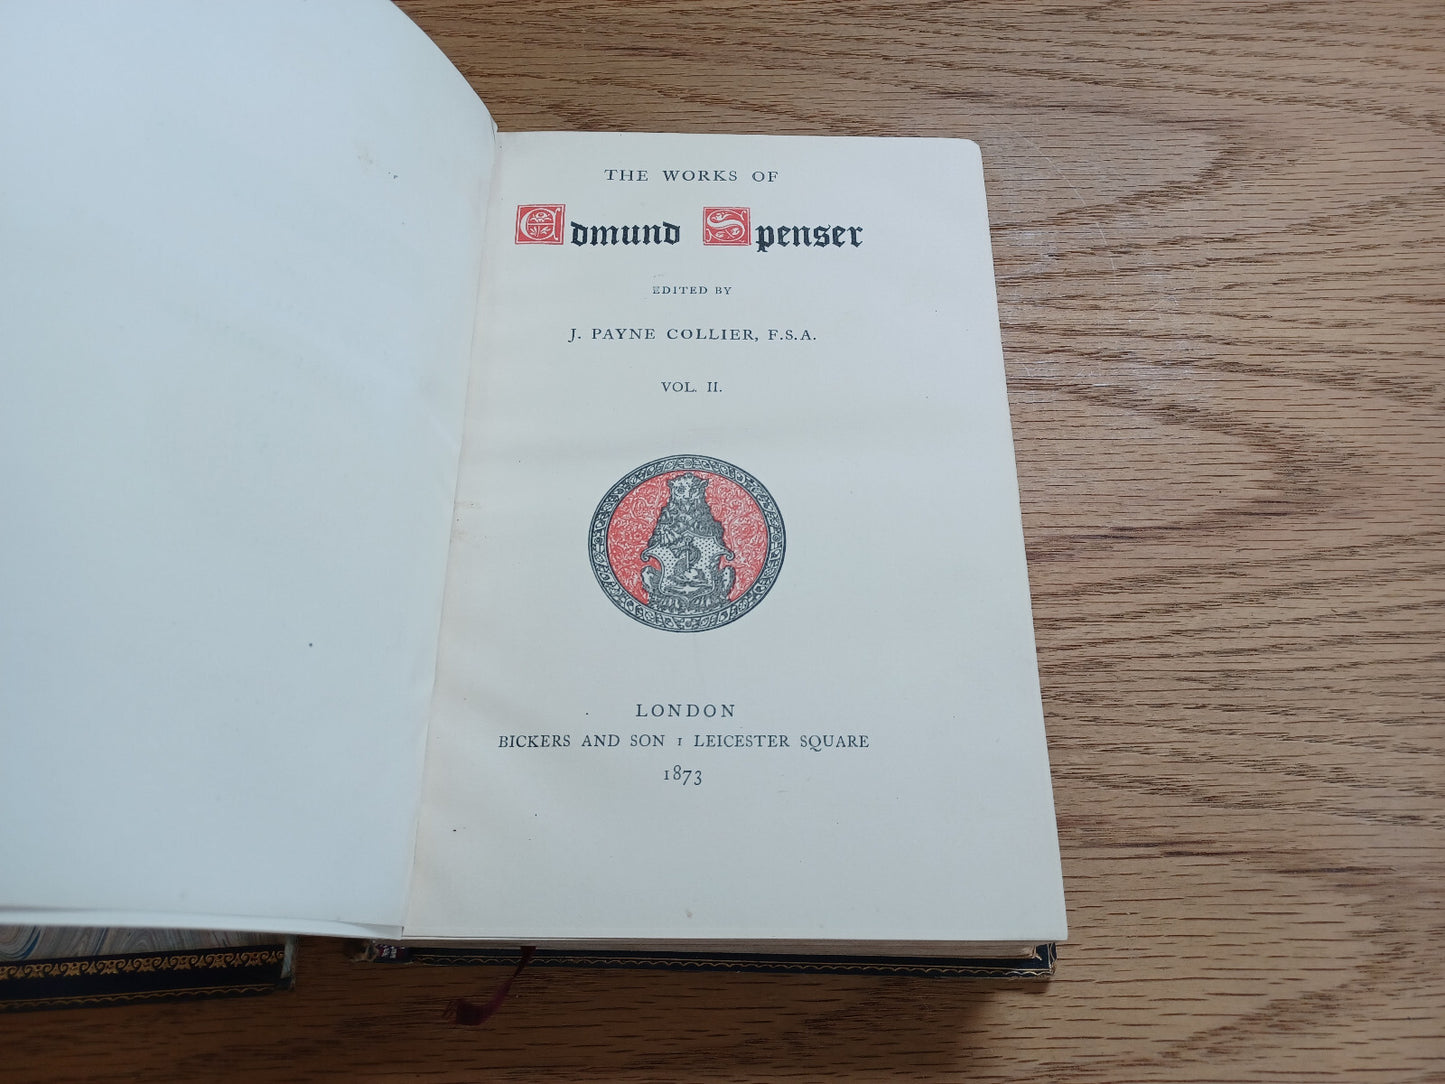 THE WORKS OF
Edmund Spenser
EDITED BY
J. PAYNE COLLIER, F.S.A.
VOL. II.
LONDON
BICKERS AND SON 1 LEICESTER SQUARE
1873